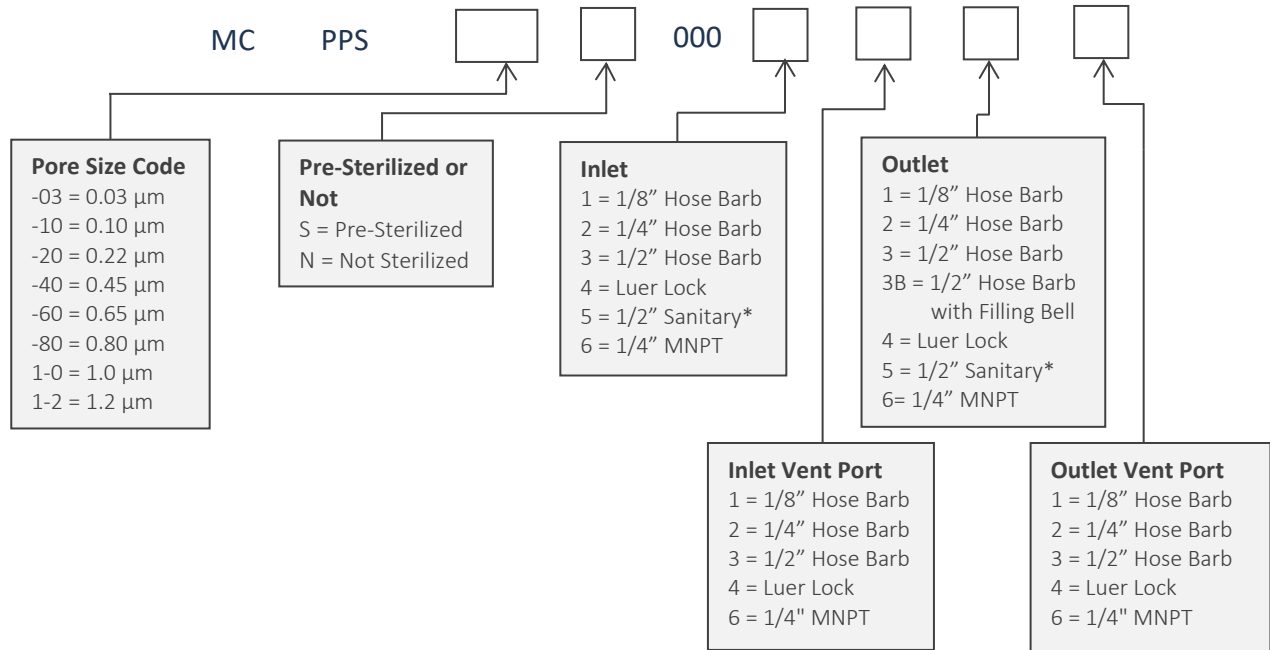 MC PPS 000
Pore Size Code
-03 = 0.03 µm
-10 = 0.10 µm
-20 = 0.22 µm
-40 = 0.45 µm
-60 = 0.65 µm
-80 = 0.80 µm
1-0 = 1.0 µm
1-2 = 1.2 µm
Pre-Sterilized or
Not
S = Pre-Sterilized
N = Not Sterilized
Inlet
1 = 1/8” Hose Barb
2 = 1/4” Hose Barb
3 = 1/2” Hose Barb
4 = Luer Lock
5 = 1/2” Sanitary*
6 = 1/4” MNPT
Outlet
1 = 1/8” Hose Barb
2 = 1/4” Hose Barb
3 = 1/2” Hose Barb
3B = 1/2” Hose Barb
with Filling Bell
4 = Luer Lock
5 = 1/2” Sanitary*
6= 1/4” MNPT
Inlet Vent Port
1 = 1/8” Hose Barb
2 = 1/4” Hose Barb
3 = 1/2” Hose Barb
4 = Luer Lock
6 = 1/4" MNPT
Outlet Vent Port
1 = 1/8” Hose Barb
2 = 1/4” Hose Barb
3 = 1/2” Hose Barb
4 = Luer Lock
6 = 1/4" MNPT